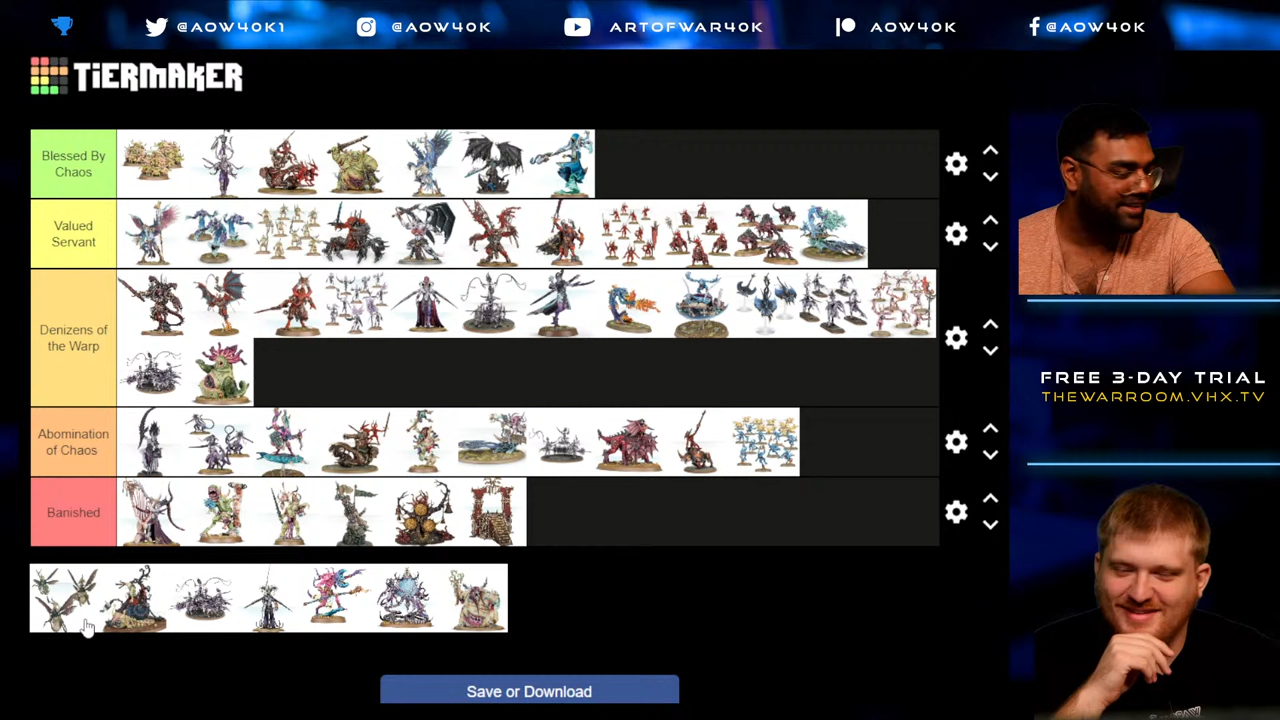 @AOW40K1
@AOW40K
ARTOFWAR40K
AOW40K
@AOW40K
TiERMAKER
Blessed By
Chaos
Valued
Servant
Denizens of
the Warp
Abomination
of Chaos
Banished
FREE 3-DAY TRIAL
THEWARROOM.VHX.TV
Save or Download